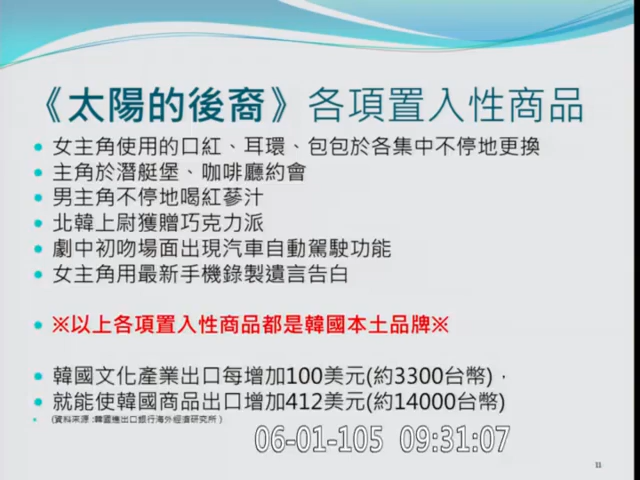 《太陽的後裔》各項置入性商品
女主角使用的口紅、耳環、包包於各集中不停地更換
主角於潛艇堡、咖啡廳約會
男主角不停地喝紅蔘汁
北韓上尉獲贈巧克力派
劇中初吻場面出現汽車自動駕駛功能
女主角用最新手機錄製遺言告白
※以上各項置入性商品都是韓國本土品牌※
韓國文化產業出口每增加100美元(約3300台幣)，
就能使韓國商品出口增加412美元(約14000台幣)
(資料來源:韓國進出口銀行海外經濟研究所)
06-01-105 09:31:07
11